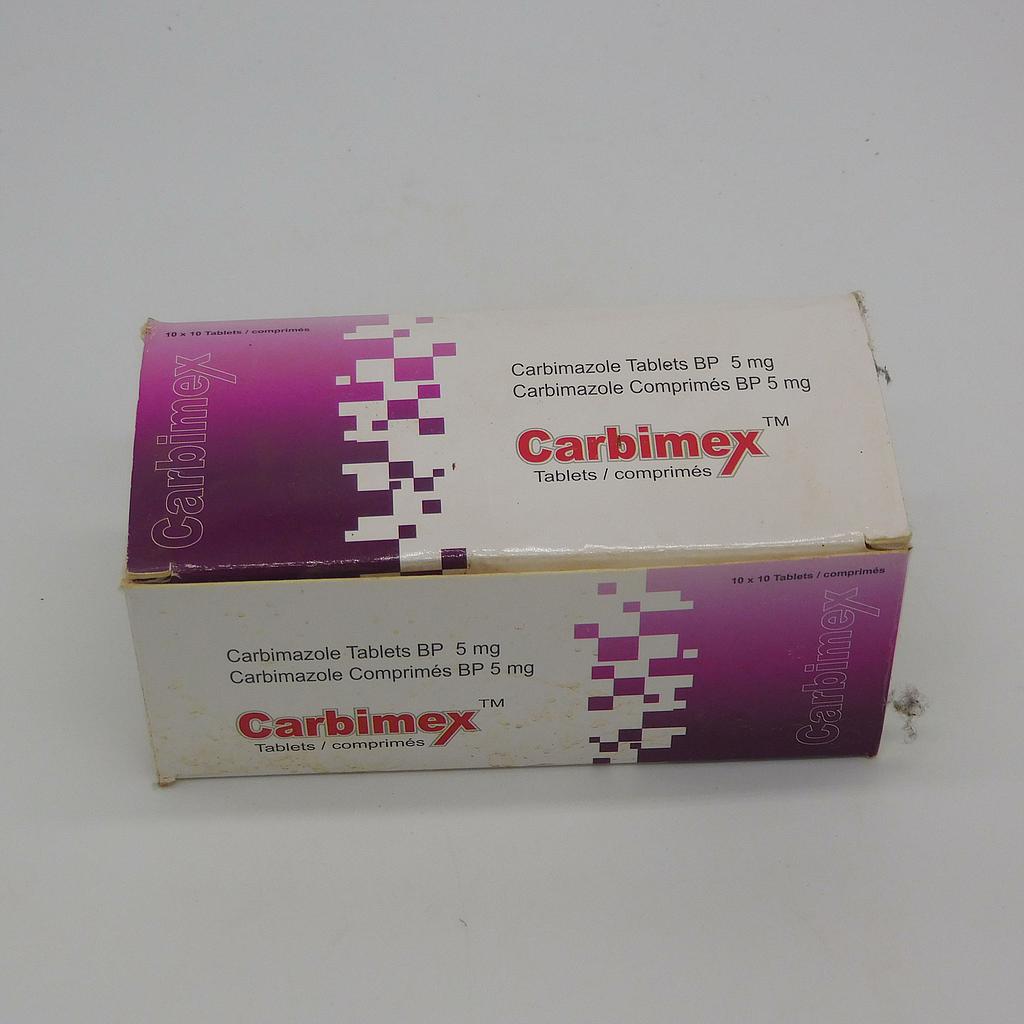 10 x 10 Tablets / comprimés
Carbimex
Carbimazole Tablets BP 5 mg
Carbimazole Comprimés BP 5 mg
Carbimex™
Tablets / comprimés
Carbimazole Tablets BP 5 mg
Carbimazole Comprimés BP 5 mg
Carbimex™
Tablets / comprimés
10 x 10 Tablets / comprimés
Carbimex